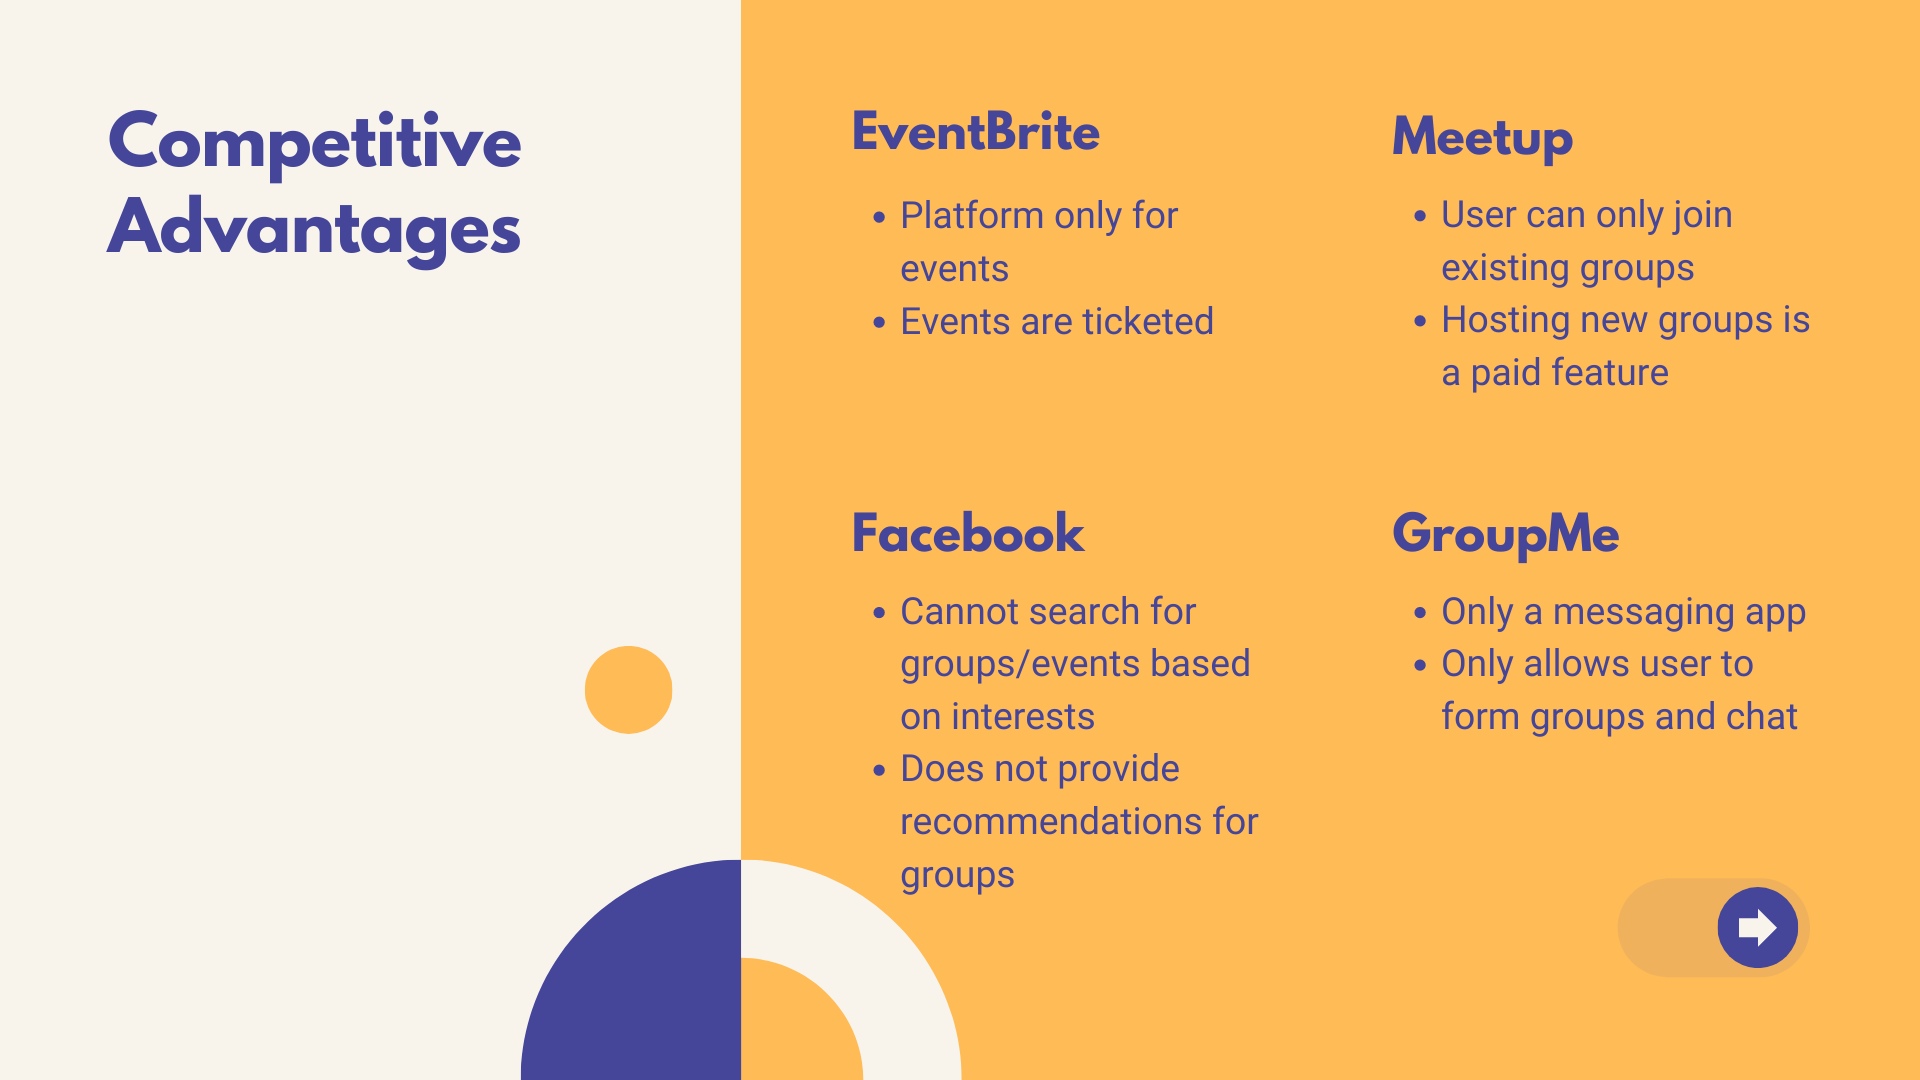 Competitive
Advantages
EventBrite
• Platform only for
events
• Events are ticketed
Meetup
• User can only join
existing groups
• Hosting new groups is
a paid feature
Facebook
• Cannot search for
groups/events based
on interests
• Does not provide
recommendations for
groups
GroupMe
• Only a messaging app
• Only allows user to
form groups and chat